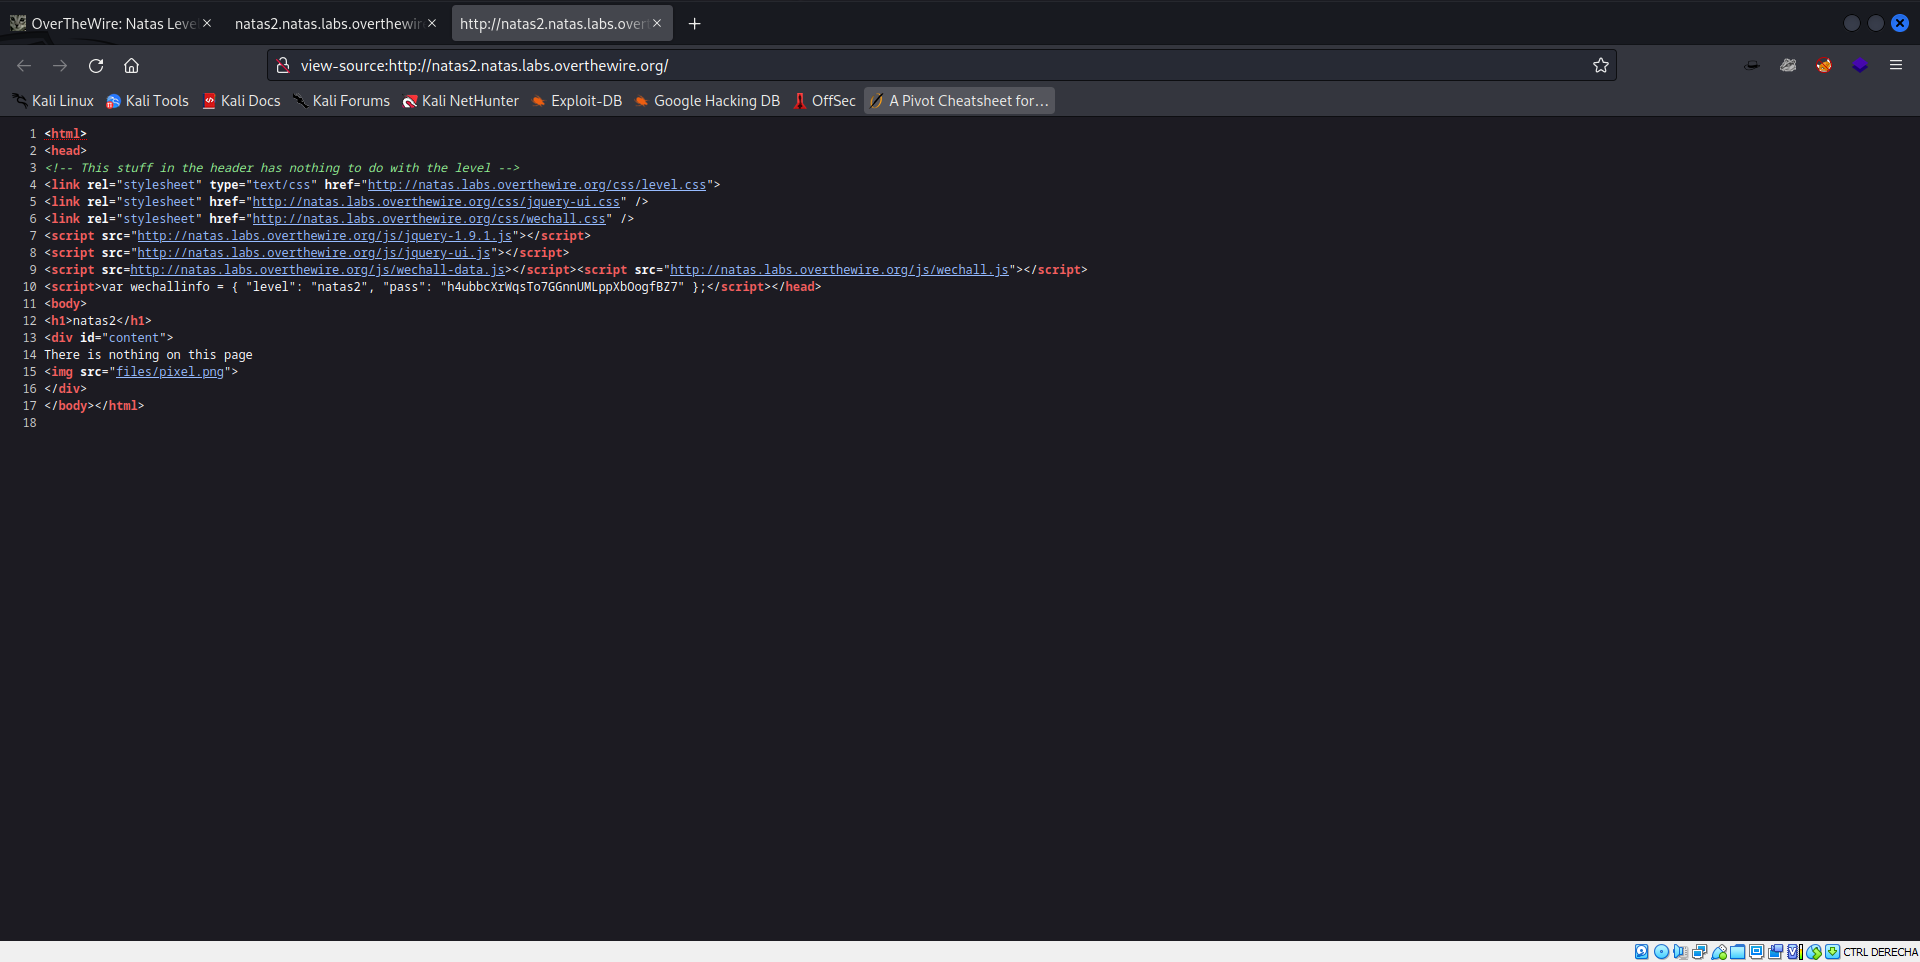 OverTheWire: Natas Leve
natas2.natas.labs.overthewir
http://natas2.natas.labs.over
view-source:http://natas2.natas.labs.overthewire.org/
Kali Linux Kali Tools Kali Docs Kali Forums Kali NetHunter Exploit-DB Google Hacking DB OffSec A Pivot Cheatsheet for…
1 <html>
2 <head>
3 <!-- This stuff in the header has nothing to do with the level -->
4 <link rel="stylesheet" type="text/css" href="http://natas.labs.overthewire.org/css/level.css">
5 <link rel="stylesheet" href="http://natas.labs.overthewire.org/css/jquery-ui.css" />
6 <link rel="stylesheet" href="http://natas.labs.overthewire.org/css/wechall.css" />
7 <script src="http://natas.labs.overthewire.org/js/jquery-1.9.1.js"></script>
8 <script src="http://natas.labs.overthewire.org/js/jquery-ui.js"></script>
9 <script src=http://natas.labs.overthewire.org/js/wechall-data.js></script><script src="http://natas.labs.overthewire.org/js/wechall.js"></script>
10 <script>var wechallinfo = { "level": "natas2", "pass": "h4ubbcXrWqsTo7GGnnUMLppXbOogfBZ7" };</script></head>
11 <body>
12 <h1>natas2</h1>
13 <div id="content">
14 There is nothing on this page
15 <img src="files/pixel.png">
16 </div>
17 </body></html>
18
CTRL DERECHA